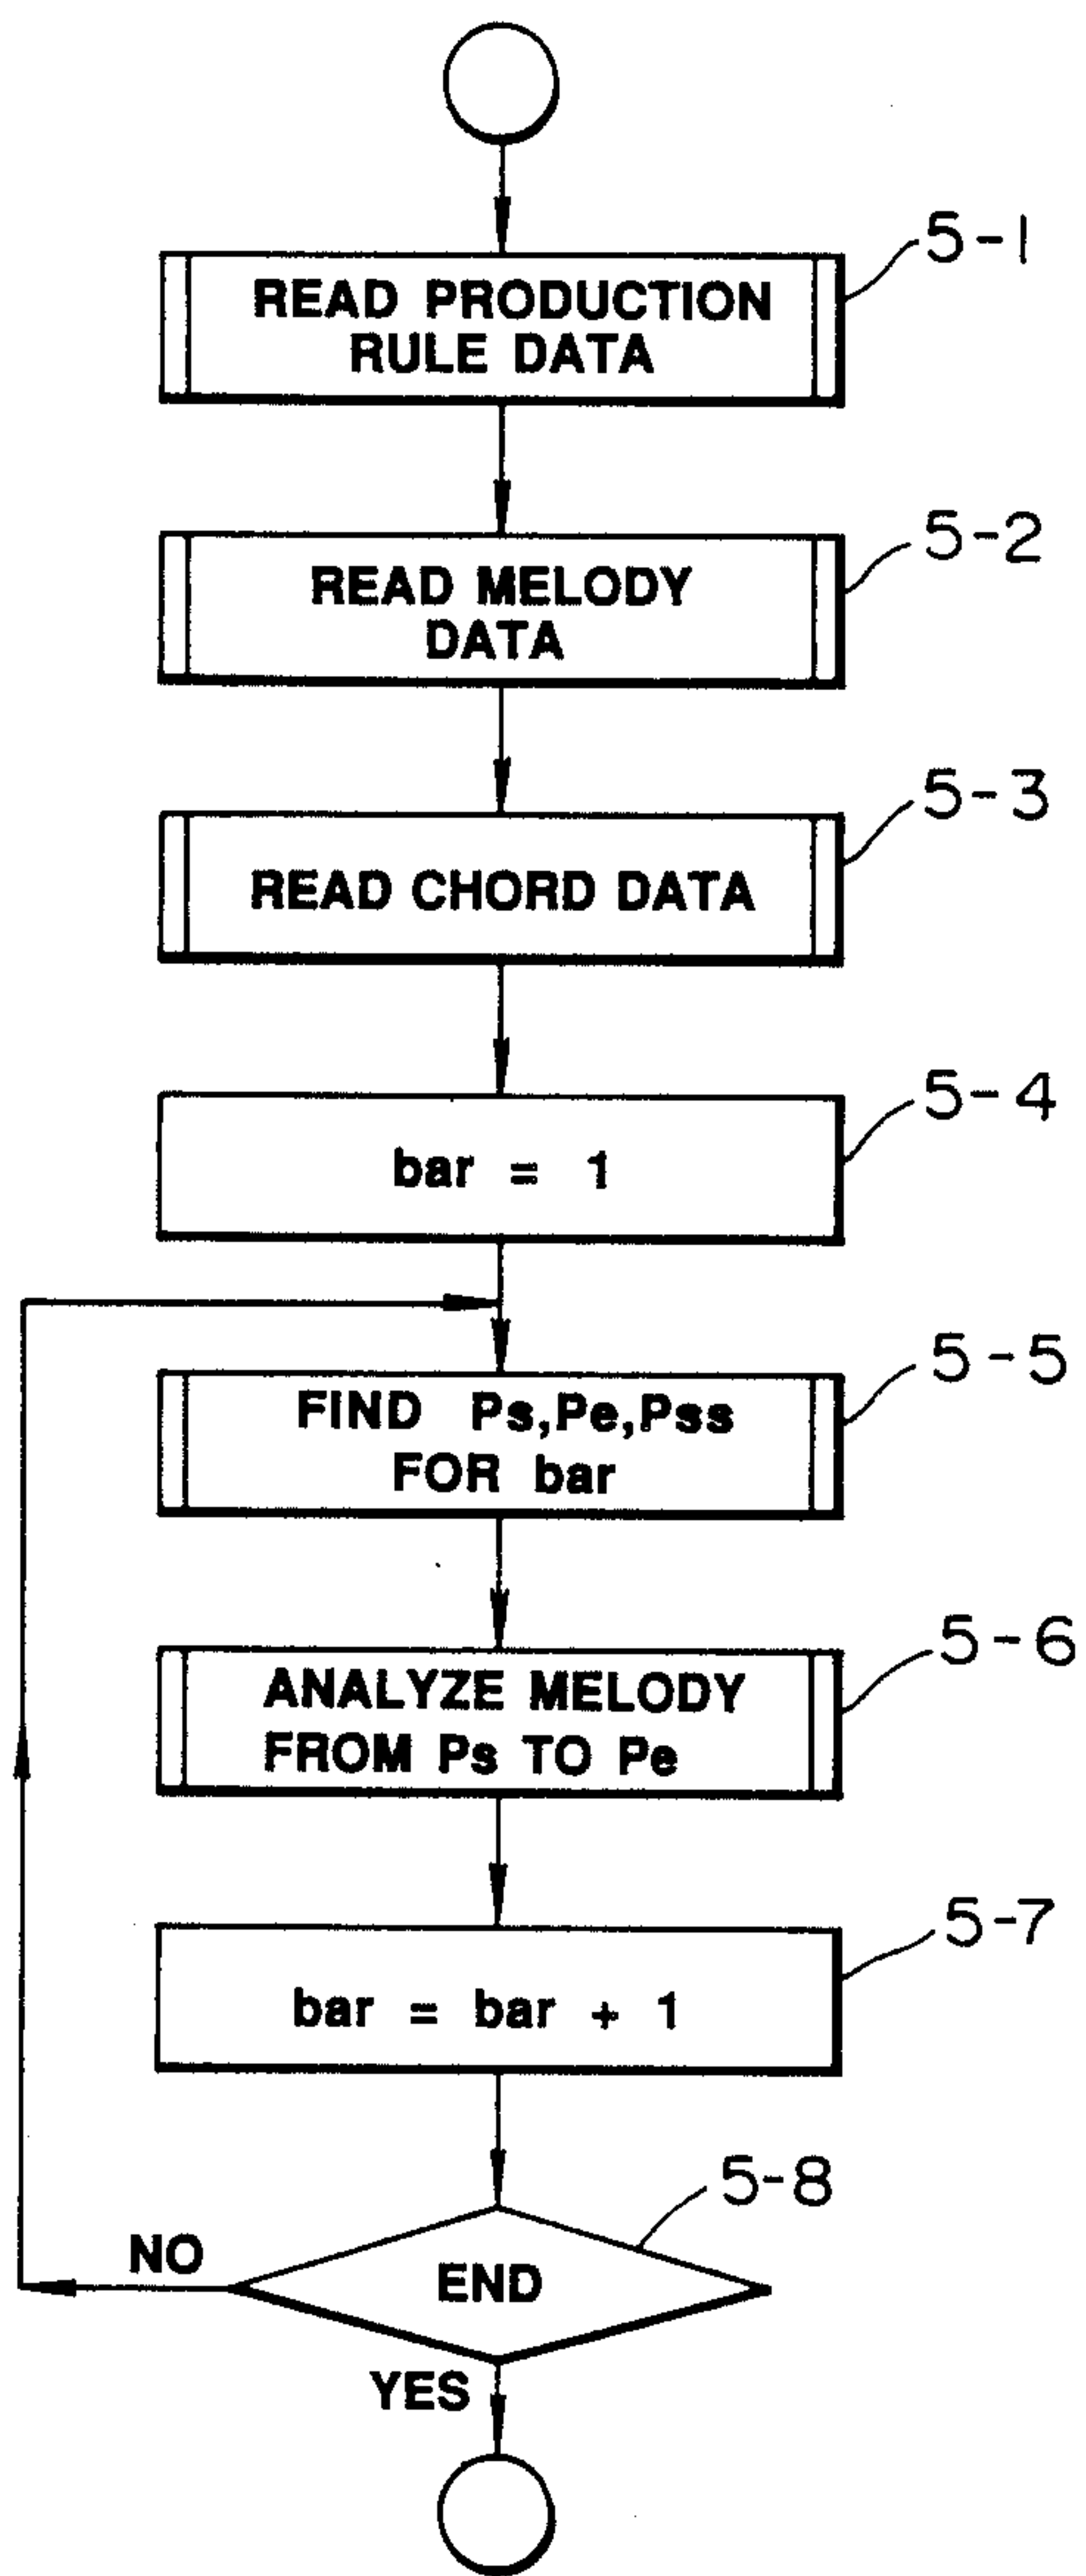 5-1
READ PRODUCTION
RULE DATA
5-2
READ MELODY
DATA
5-3
READ CHORD DATA
5-4
bar = 1
5-5
FIND Ps,Pe,Pss
FOR bar
5-6
ANALYZE MELODY
FROM Ps TO Pe
5-7
bar = bar + 1
5-8
NO
END
YES